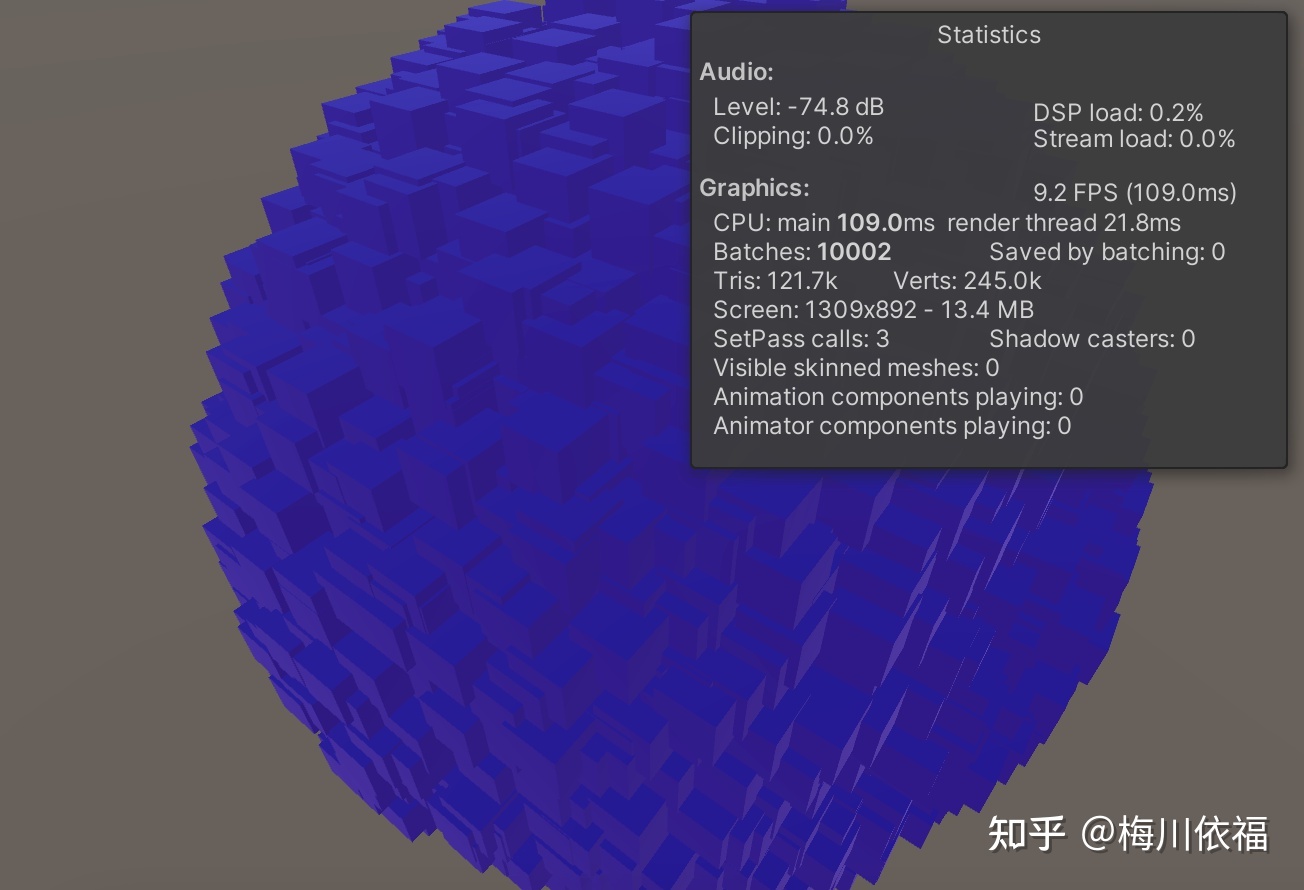 Statistics
Audio:
Level: -74.8 dB DSP load: 0.2%
Clipping: 0.0% Stream load: 0.0%
Graphics: 9.2 FPS (109.0ms)
CPU: main 109.0ms render thread 21.8ms
Batches: 10002 Saved by batching: 0
Tris: 121.7k Verts: 245.0k
Screen: 1309x892 - 13.4 MB
SetPass calls: 3 Shadow casters: 0
Visible skinned meshes: 0
Animation components playing: 0
Animator components playing: 0
知乎 @梅川依福